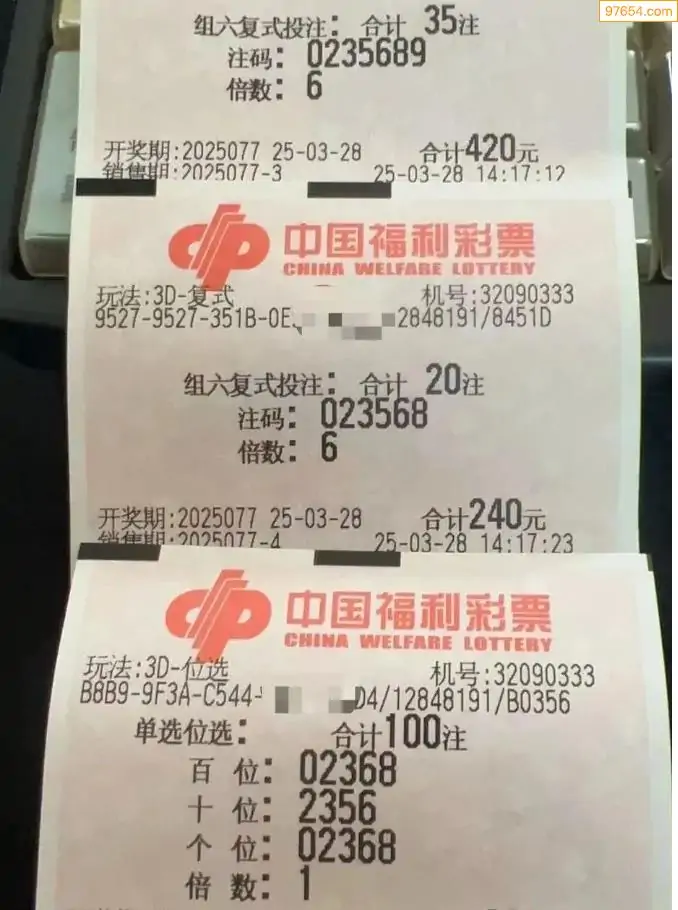 97654.com
组六复式投注: 合计 35注
注码: 0235689
倍数: 6
开奖期:2025077 25-03-28 合计420元
销售期:2025077-3 25-03-28 14:17:12
中国福利彩票
CHINA WELFARE LOTTERY
玩法:3D-复式 机号:32090333
9527-9527-351B-0E 2848191/8451D
组六复式投注: 合计 20注
注码: 023568
倍数: 6
开奖期:2025077 25-03-28 合计240元
销售期:2025077-4 25-03-28 14:17:23
中国福利彩票
CHINA WELFARE LOTTERY
玩法:3D-位选 机号:32090333
B8B9-9F3A-C544- D4/12848191/B0356
单选位选: 合计100注
百 位: 02368
十 位: 2356
个 位: 02368
倍 数: 1